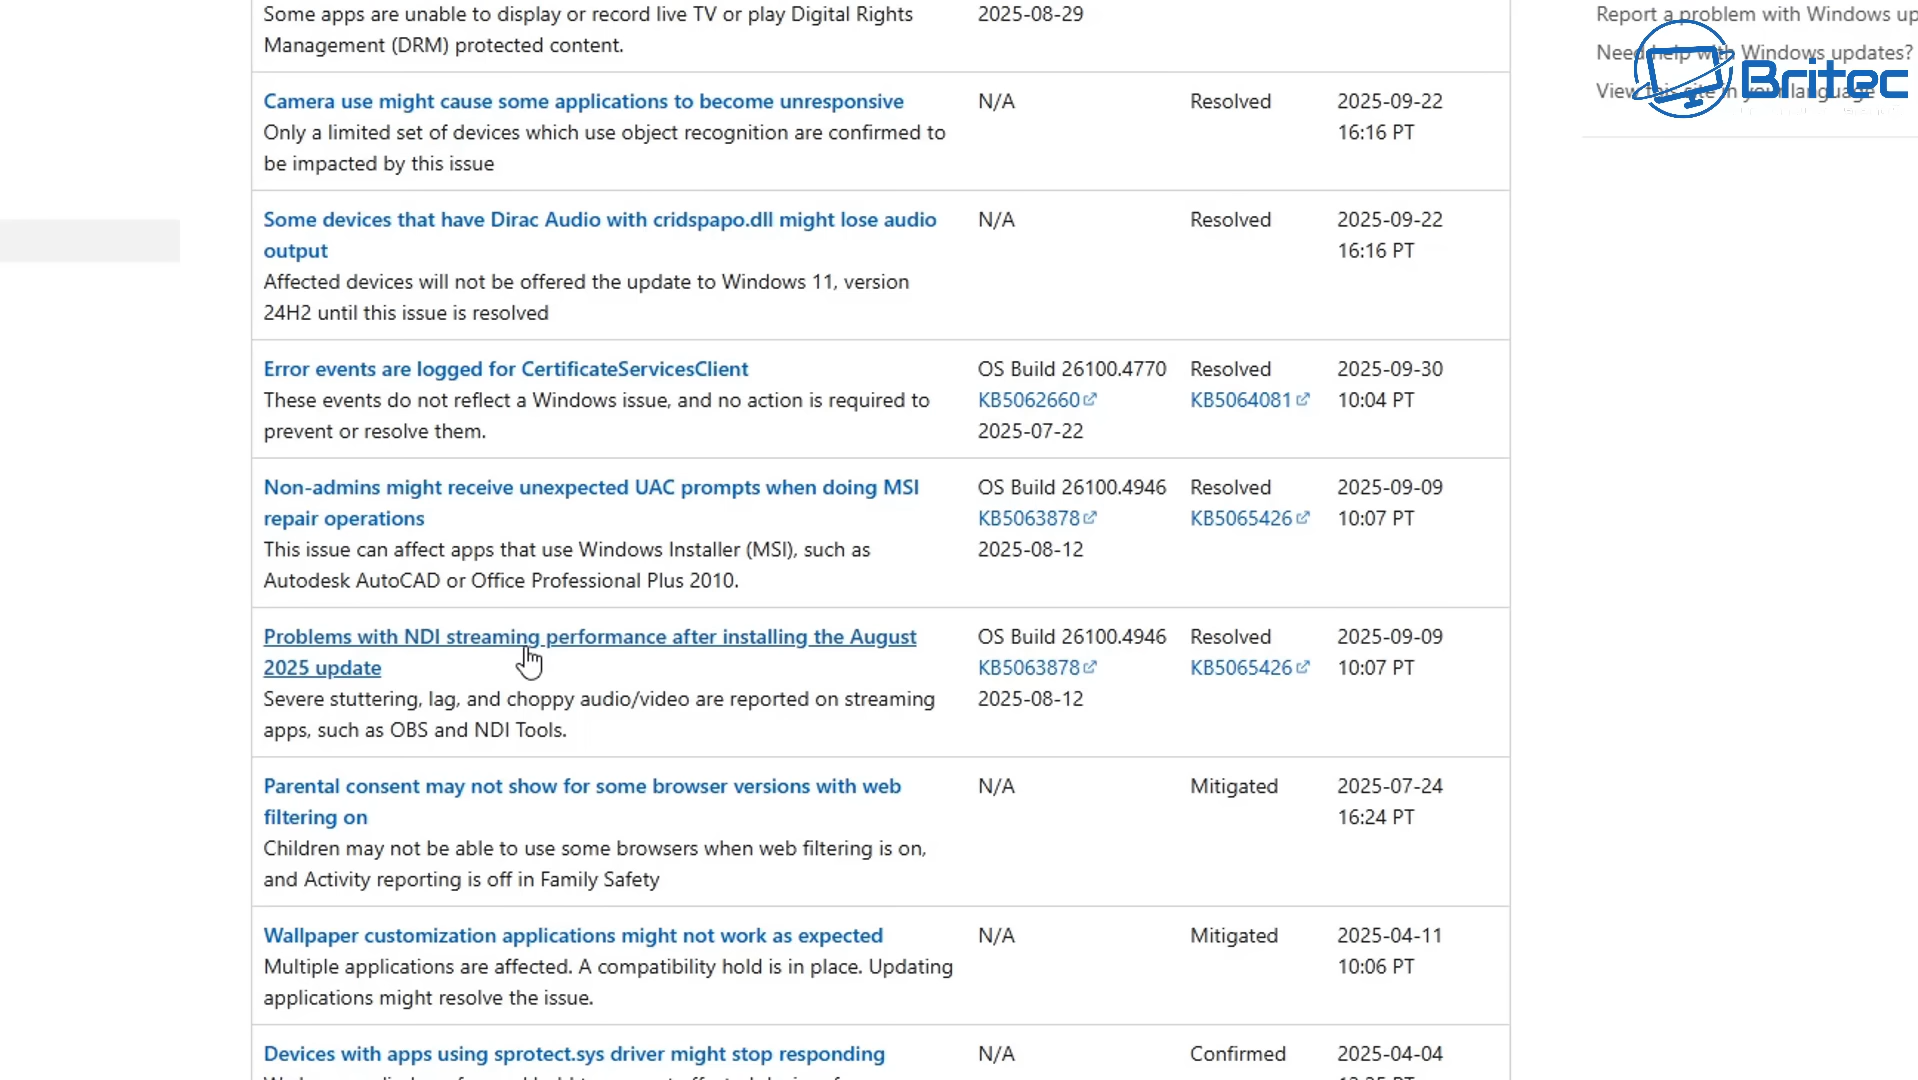 Some apps are unable to display or record live TV or play Digital Rights
Management (DRM) protected content.
2025-08-29
Camera use might cause some applications to become unresponsive
Only a limited set of devices which use object recognition are confirmed to
be impacted by this issue
N/A
Resolved
2025-09-22
16:16 PT
Some devices that have Dirac Audio with cridspapo.dll might lose audio
output
Affected devices will not be offered the update to Windows 11, version
24H2 until this issue is resolved
N/A
Resolved
2025-09-22
16:16 PT
Error events are logged for CertificateServicesClient
These events do not reflect a Windows issue, and no action is required to
prevent or resolve them.
OS Build 26100.4770
KB5062660
2025-07-22
Resolved
KB5064081
2025-09-30
10:04 PT
Non-admins might receive unexpected UAC prompts when doing MSI
repair operations
This issue can affect apps that use Windows Installer (MSI), such as
Autodesk AutoCAD or Office Professional Plus 2010.
OS Build 26100.4946
KB5063878
2025-08-12
Resolved
KB5065426
2025-09-09
10:07 PT
Problems with NDI streaming performance after installing the August
2025 update
Severe stuttering, lag, and choppy audio/video are reported on streaming
apps, such as OBS and NDI Tools.
OS Build 26100.4946
KB5063878
2025-08-12
Resolved
KB5065426
2025-09-09
10:07 PT
Parental consent may not show for some browser versions with web
filtering on
Children may not be able to use some browsers when web filtering is on,
and Activity reporting is off in Family Safety
N/A
Mitigated
2025-07-24
16:24 PT
Wallpaper customization applications might not work as expected
Multiple applications are affected. A compatibility hold is in place. Updating
applications might resolve the issue.
N/A
Mitigated
2025-04-11
10:06 PT
Devices with apps using sprotect.sys driver might stop responding
N/A
Confirmed
2025-04-04
Report a problem with Windows up
Need help with Windows updates?
View this site in your language
Britec